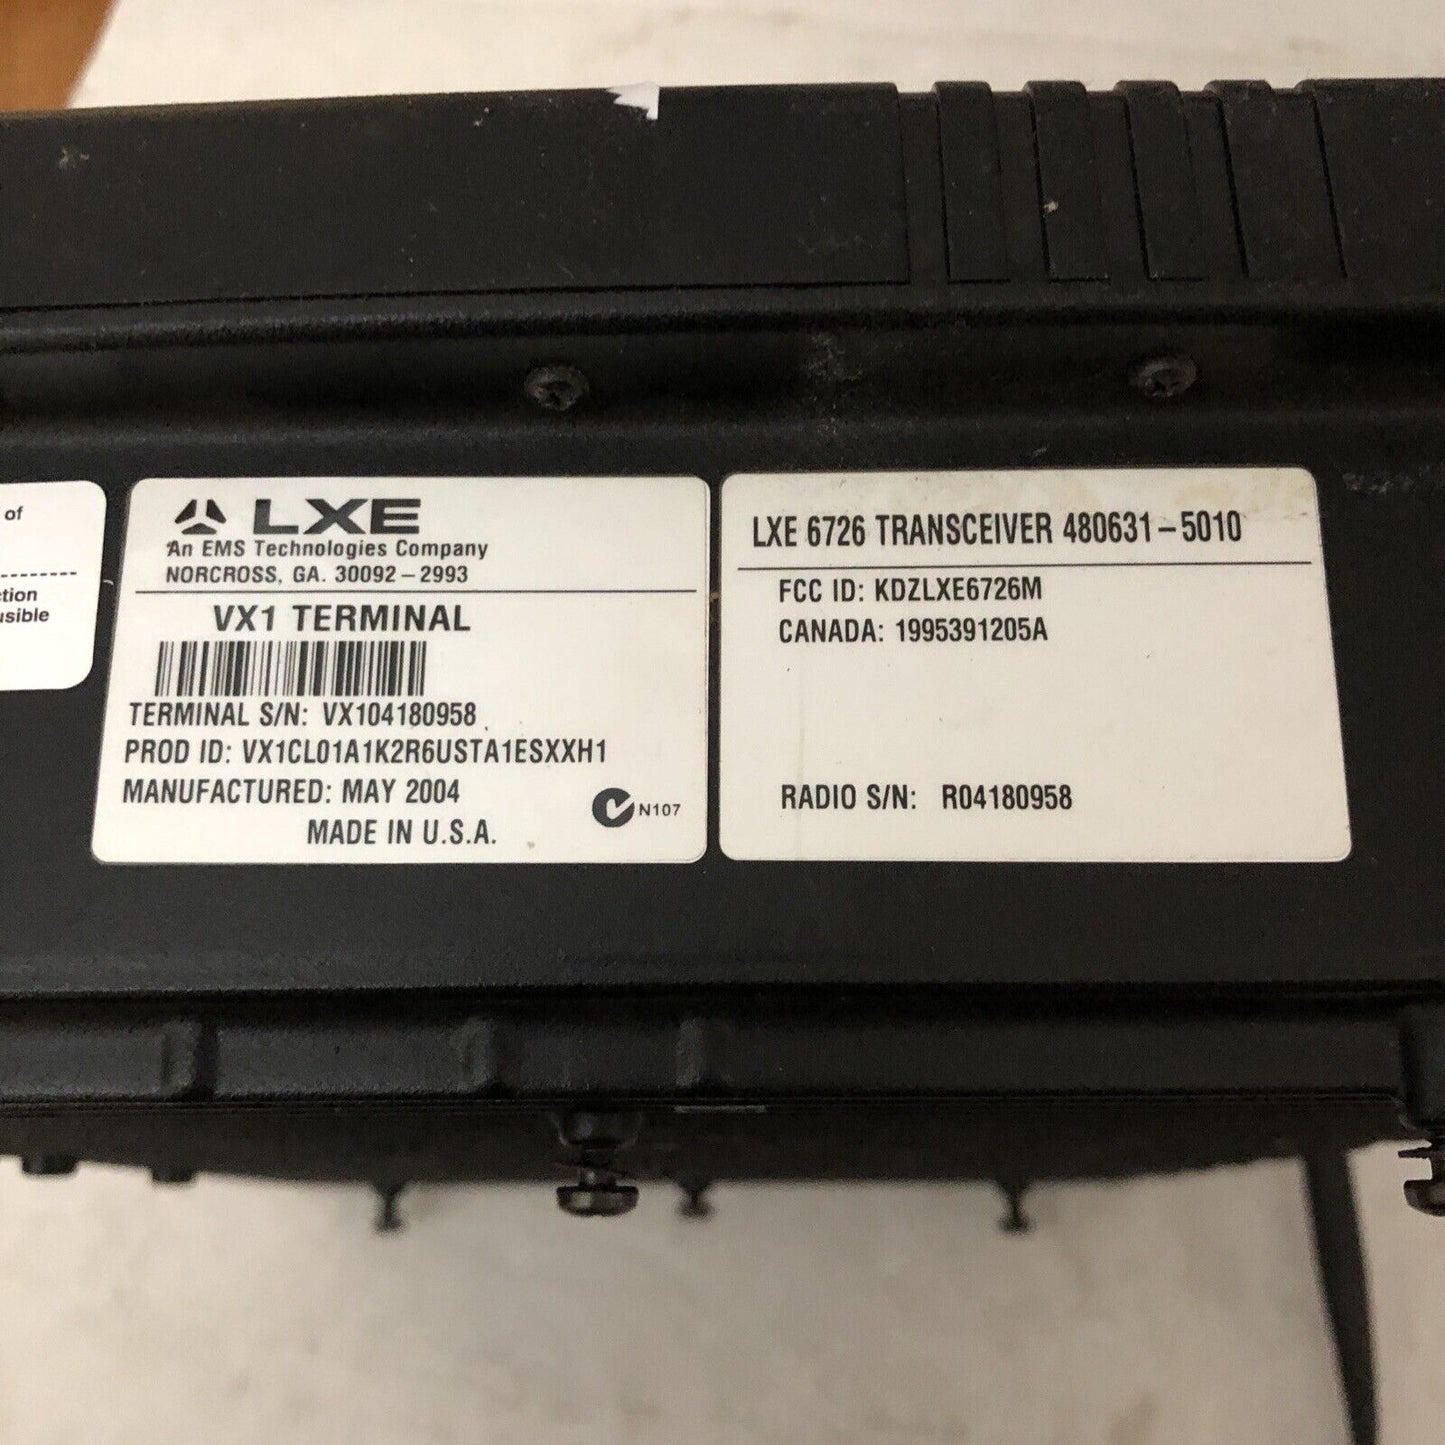 of
ction
usible
LXE
An EMS Technologies Company
NORCROSS, GA. 30092-2993
VX1 TERMINAL
TERMINAL S/N: VX104180958
PROD ID: VX1CL01A1K2R6USTA1ESXXH1
MANUFACTURED: MAY 2004
MADE IN U.S.A.
N107
LXE 6726 TRANSCEIVER 480631-5010
FCC ID: KDZLXE6726M
CANADA: 1995391205A
RADIO S/N: R04180958